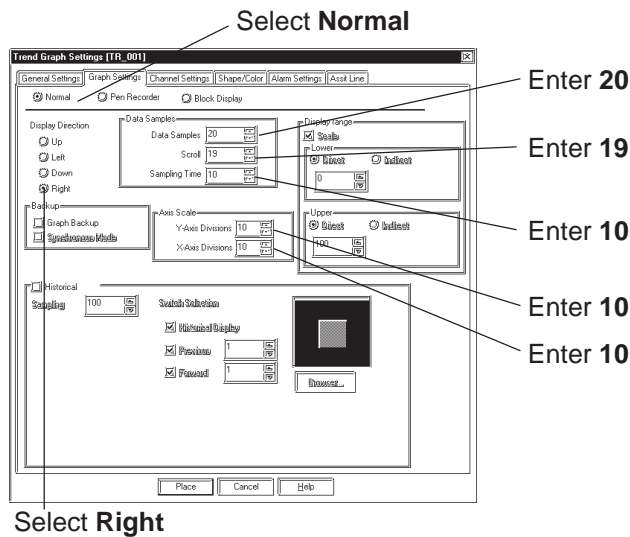 Select Normal
Trend Graph Settings [TR_001]
General Settings Graph Settings Channel Settings Shape/Color Alarm Settings Assit Line
Normal Pen Recorder Block Display
Enter 20
Display Direction
Up
Left
Down
Right
Data Samples
Data Samples 20
Scroll 19
Sampling Time 10
Display range
Scale
Lower
Direct Indirect
0
Enter 19
Enter 10
Backup
Graph Backup
Synchronous Mode
Axis Scale
Y-Axis Divisions 10
X-Axis Divisions 10
Upper
Direct Indirect
100
Enter 10
Enter 10
Historical
Sampling 100
Switch Selection
Historical Display
Previous 1
Forward 1
Browse...
Place Cancel Help
Select Right